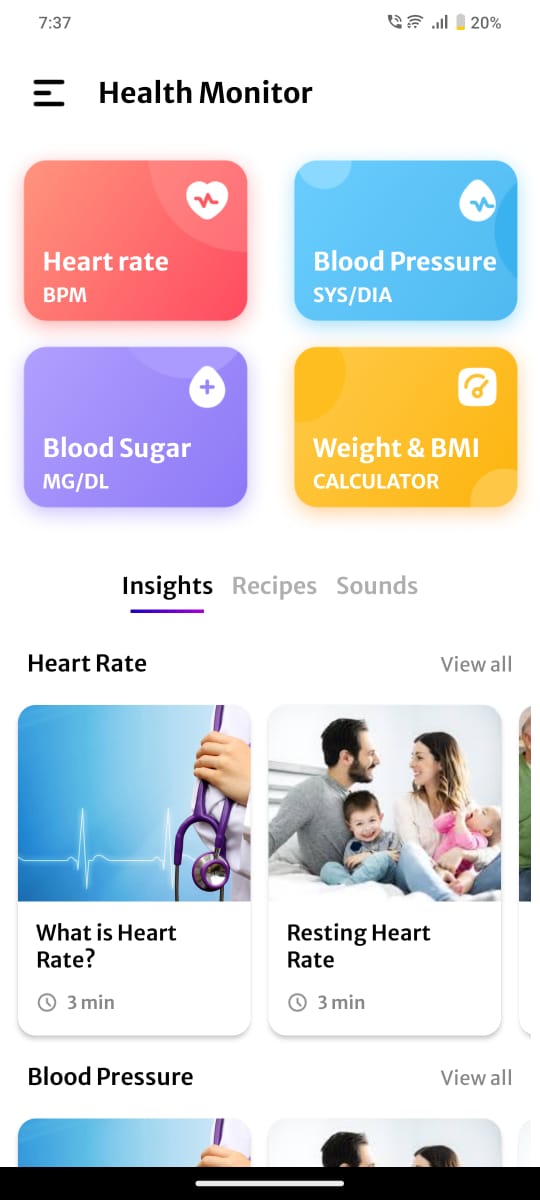 7:37
20%
Health Monitor
Heart rate
BPM
Blood Pressure
SYS/DIA
Blood Sugar
MG/DL
Weight & BMI
CALCULATOR
Insights Recipes Sounds
Heart Rate
View all
What is Heart
Rate?
3 min
Resting Heart
Rate
3 min
Blood Pressure
View all